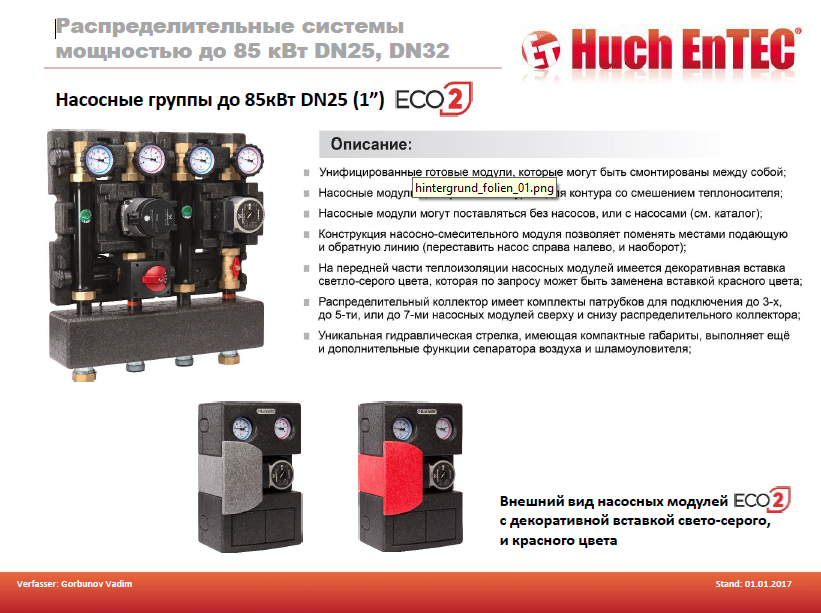 Распределительные системы
мощностью до 85 кВт DN25, DN32
ET Huch EnTEC®
Насосные группы до 85кВт DN25 (1”) ECO2
Описание:
Унифицированные готовые модули, которые могут быть смонтированы между собой;
hintergrund_folien_01.png
Насосные модул для контура со смешением теплоносителя;
Насосные модули могут поставляться без насосов, или с насосами (см. каталог);
Конструкция насосно-смесительного модуля позволяет поменять местами подающую
и обратную линию (переставить насос справа налево, и наоборот);
На передней части теплоизоляции насосных модулей имеется декоративная вставка
светло-серого цвета, которая по запросу может быть заменена вставкой красного цвета;
Распределительный коллектор имеет комплекты патрубков для подключения до 3-х,
до 5-ти, или до 7-ми насосных модулей сверху и снизу распределительного коллектора;
Уникальная гидравлическая стрелка, имеющая компактные габариты, выполняет ещё
и дополнительные функции сепаратора воздуха и шламоуловителя;
Внешний вид насосных модулей ECO2
с декоративной вставкой свето-серого,
и красного цвета
Verfasser: Gorbunov Vadim
Stand: 01.01.2017